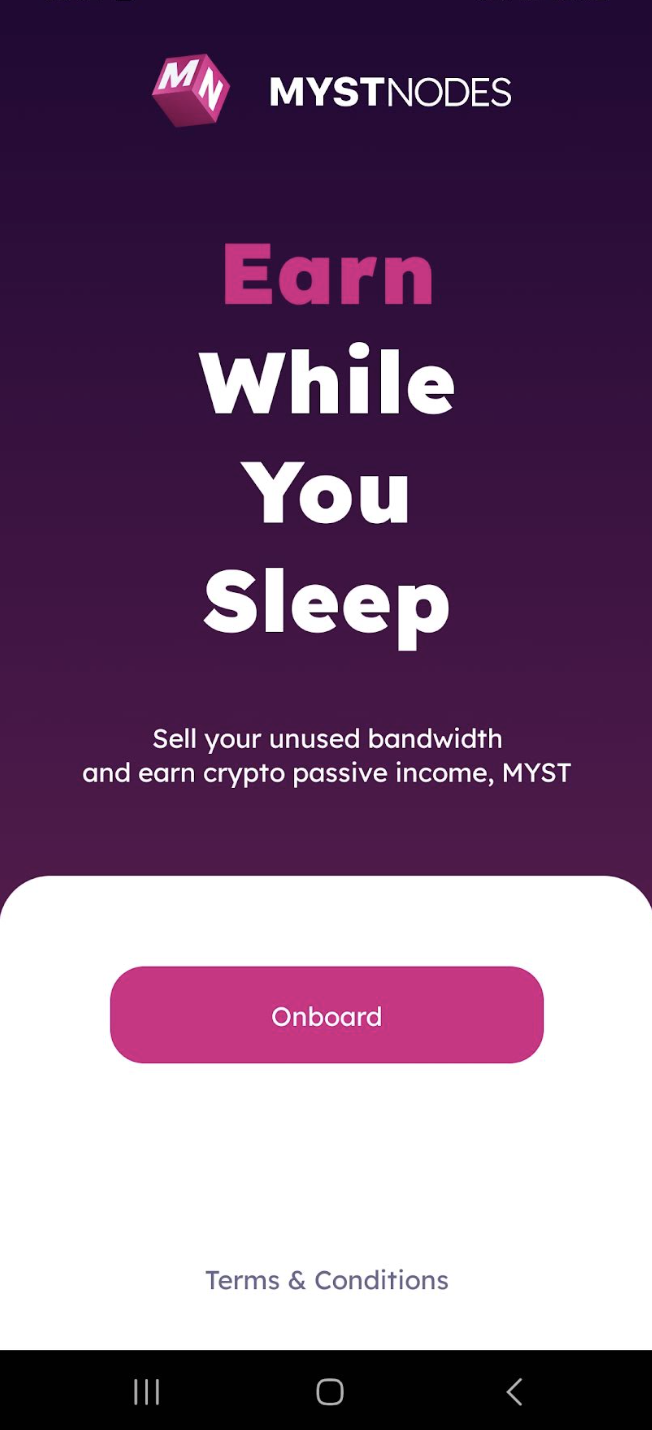 MN
MYSTNODES
Earn
While
You
Sleep
Sell your unused bandwidth
and earn crypto passive income, MYST
Onboard
Terms & Conditions